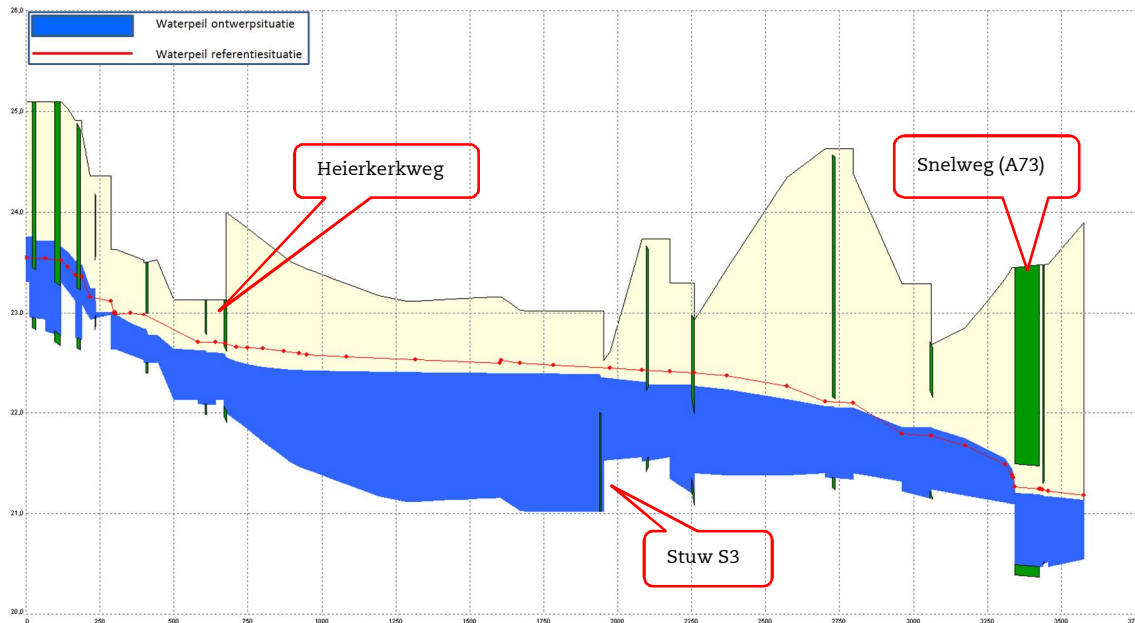 26,0
Waterpeil ontwerpsituatie
Waterpeil referentiesituatie
25,0
Heierkerkweg
Snelweg (A73)
24,0
23,0
22,0
21,0
Stuw S3
20,0
0 250 500 750 1000 1250 1500 1750 2000 2250 2500 2750 3000 3250 3500 375